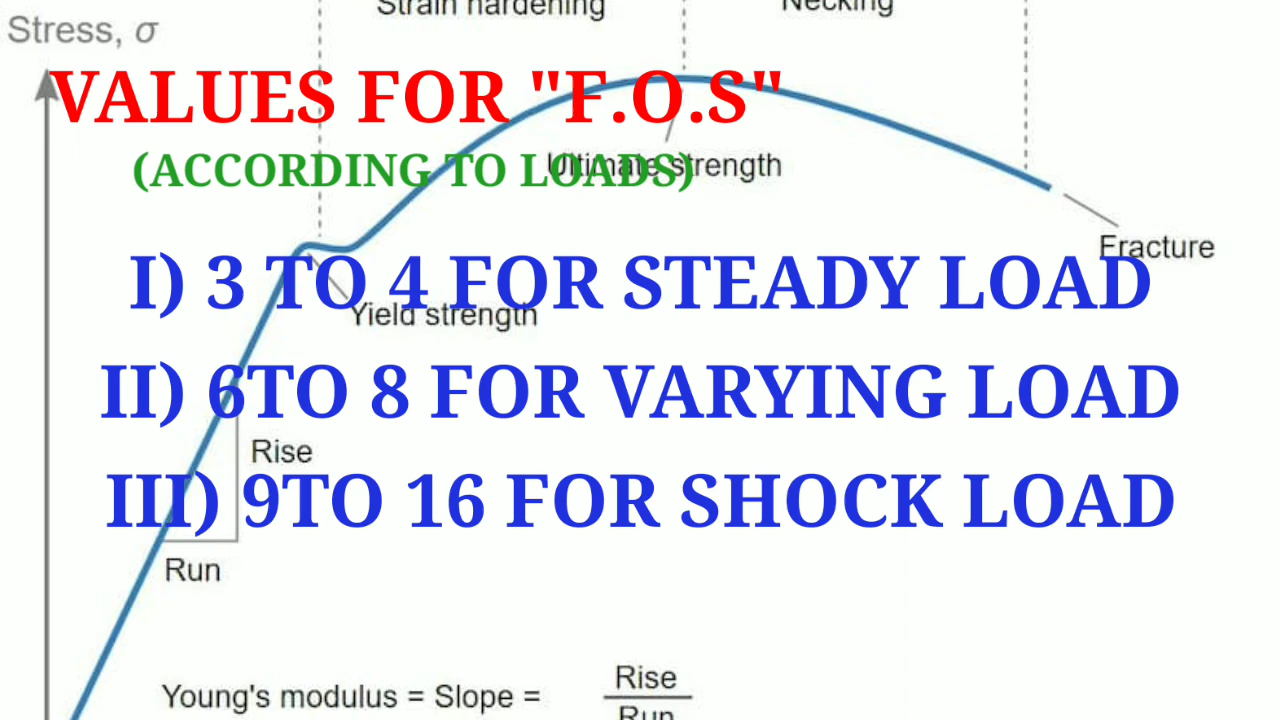 Strain hardening
Necking
Stress, σ
VALUES FOR "F.O.S"
(ACCORDING TO LOADS)
Ultimate strength
Fracture
I) 3 TO 4 FOR STEADY LOAD
Yield strength
II) 6TO 8 FOR VARYING LOAD
Rise
III) 9TO 16 FOR SHOCK LOAD
Run
Young's modulus = Slope =
Rise
Run